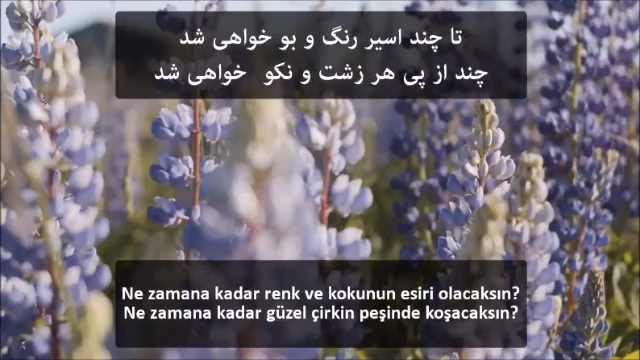 تا چند اسیر رنگ و بو خواهی شد
چند از پی هر زشت و نکو خواهی شد
Ne zamana kadar renk ve kokunun esiri olacaksın?
Ne zamana kadar güzel çirkin peşinde koşacaksın?